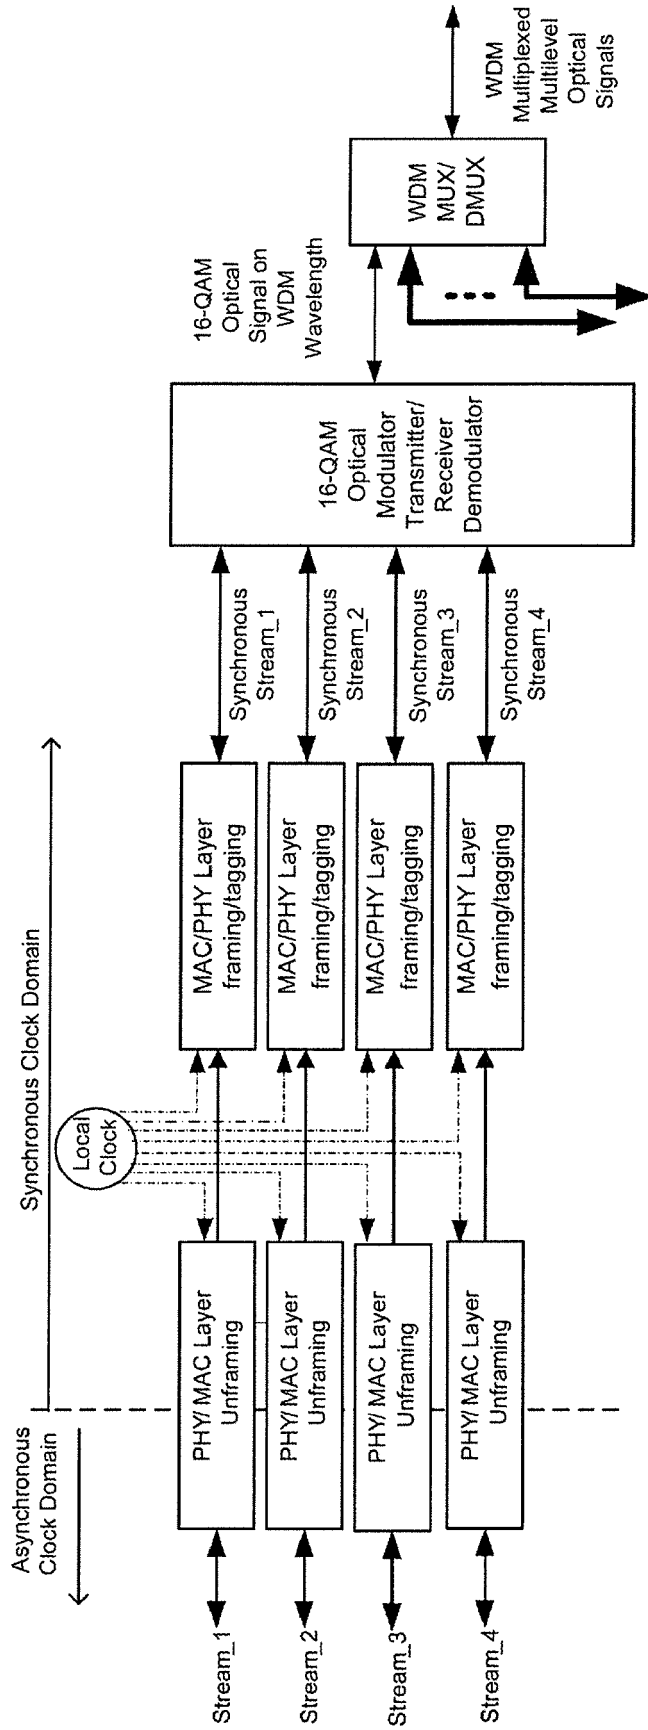 Asynchronous
Clock Domain
Synchronous Clock Domain
Local
Clock
Stream_1
Stream_2
Stream_3
Stream_4
PHY/ MAC Layer
Unframing
PHY/ MAC Layer
Unframing
PHY/ MAC Layer
Unframing
PHY/ MAC Layer
Unframing
MAC/PHY Layer
framing/tagging
MAC/PHY Layer
framing/tagging
MAC/PHY Layer
framing/tagging
MAC/PHY Layer
framing/tagging
Synchronous
Stream_1
Synchronous
Stream_2
Synchronous
Stream_3
Synchronous
Stream_4
16-QAM
Optical
Modulator
Transmitter/
Receiver
Demodulator
16-QAM
Optical
Signal on
WDM
Wavelength
WDM
MUX/
DMUX
WDM
Multiplexed
Multilevel
Optical
Signals